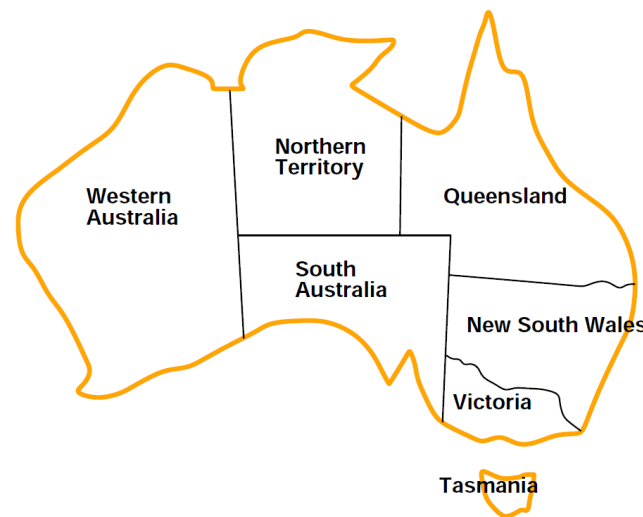 Northern
Territory
Western
Australia
Queensland
South
Australia
New South Wales
Victoria
Tasmania